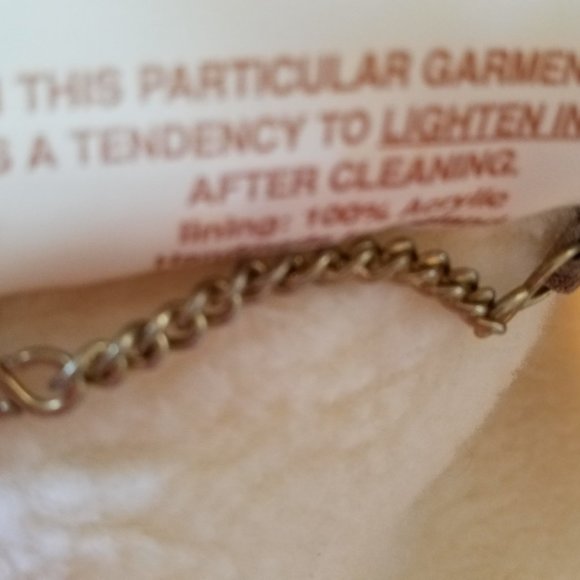 THIS PARTICULAR GARMEN
S A TENDENCY TO LIGHTEN IN
AFTER CLEANING.
lining: 100% Acrylic